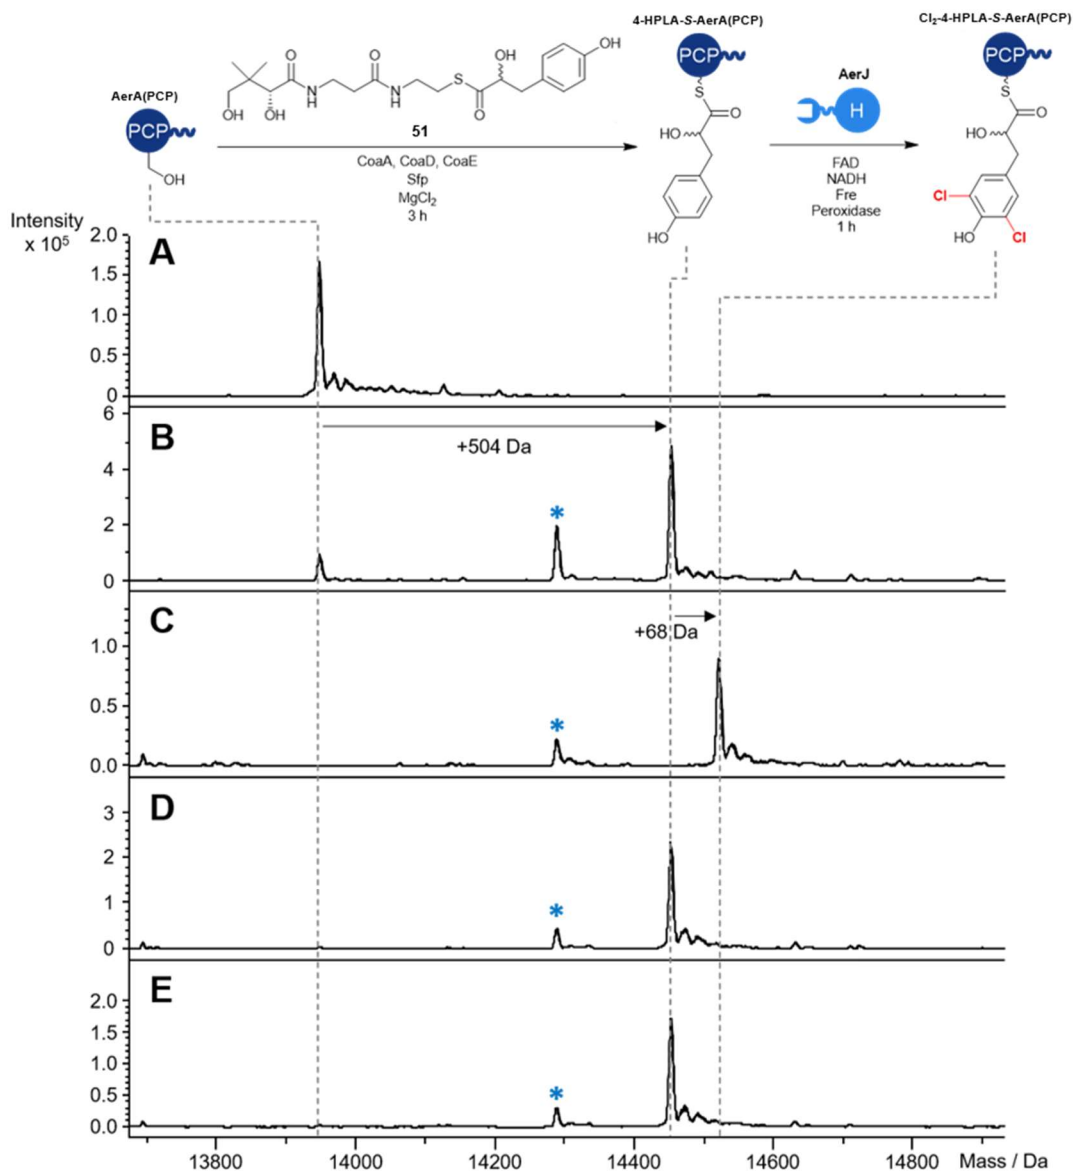 4-HPLA-S-AerA(PCP)
Cl2-4-HPLA-S-AerA(PCP)
AerA(PCP)
PCP
OH
OH
OH
O
N
H
O
N
H
S
O
OH
OH
51
CoaA, CoaD, CoaE
Sfp
MgCl2
3 h
PCP
S
O
HO
HO
AerJ
H
FAD
NADH
Fre
Peroxidase
1 h
PCP
S
O
HO
Cl
HO
Cl
Intensity
x 10⁵
A
2.0
1.5
1.0
0.5
0
B
6
4
2
0
+504 Da
*
C
1.0
0.5
0.0
+68 Da
*
D
3
2
1
0
*
E
2.0
1.5
1.0
0.5
0.0
*
13800 14000 14200 14400 14600 14800 Mass / Da